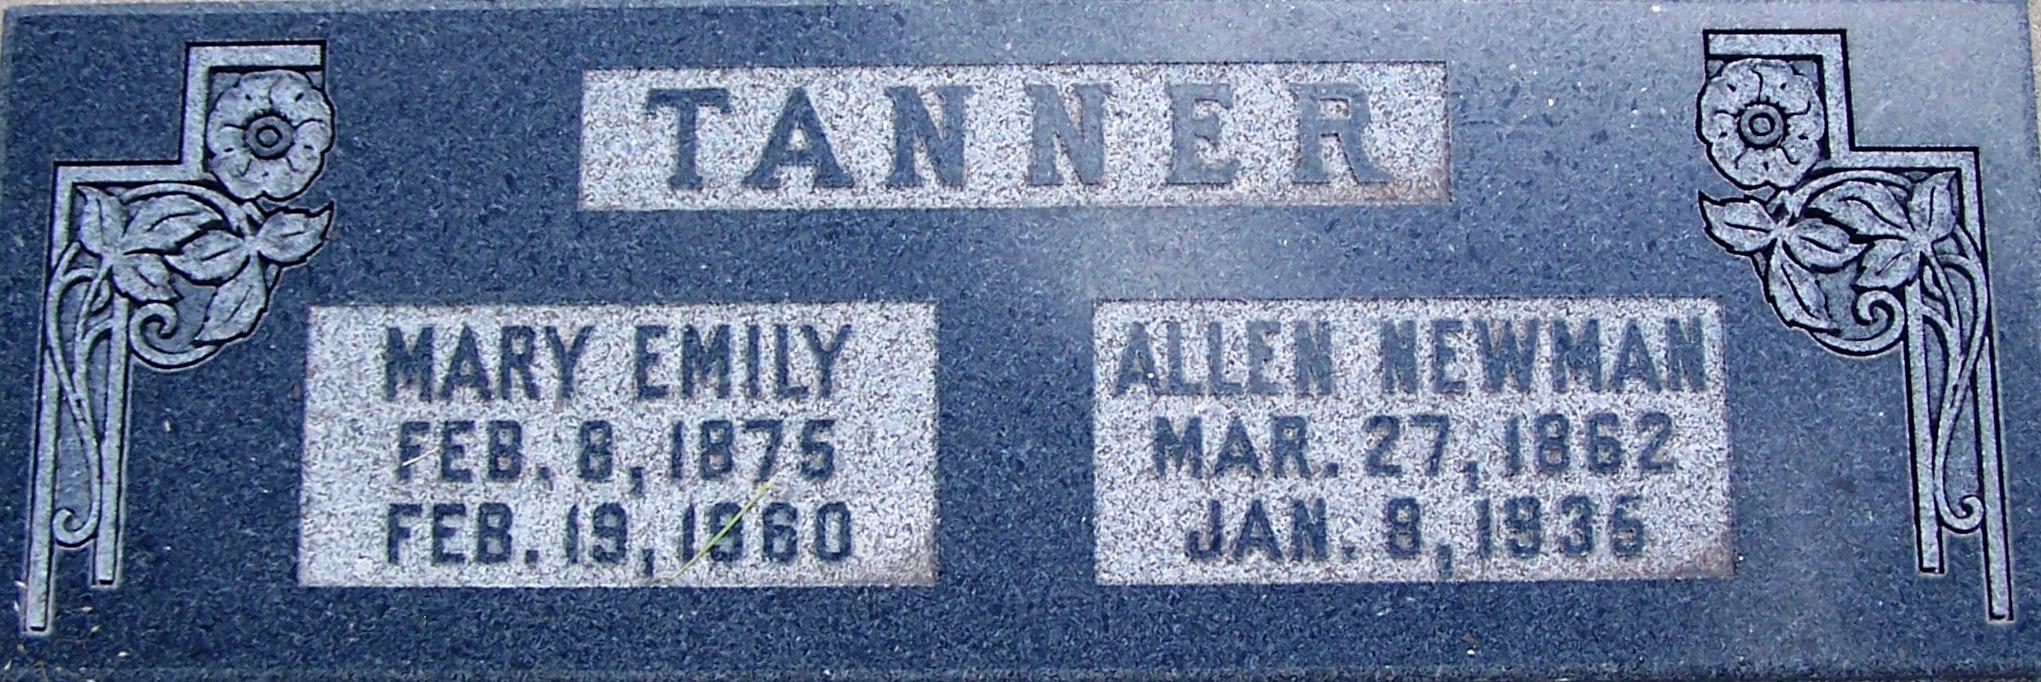 TANNER
MARY EMILY
FEB. 8, 1875
FEB. 19, 1960
ALLEN NEWMAN
MAR. 27, 1862
JAN. 8, 1936